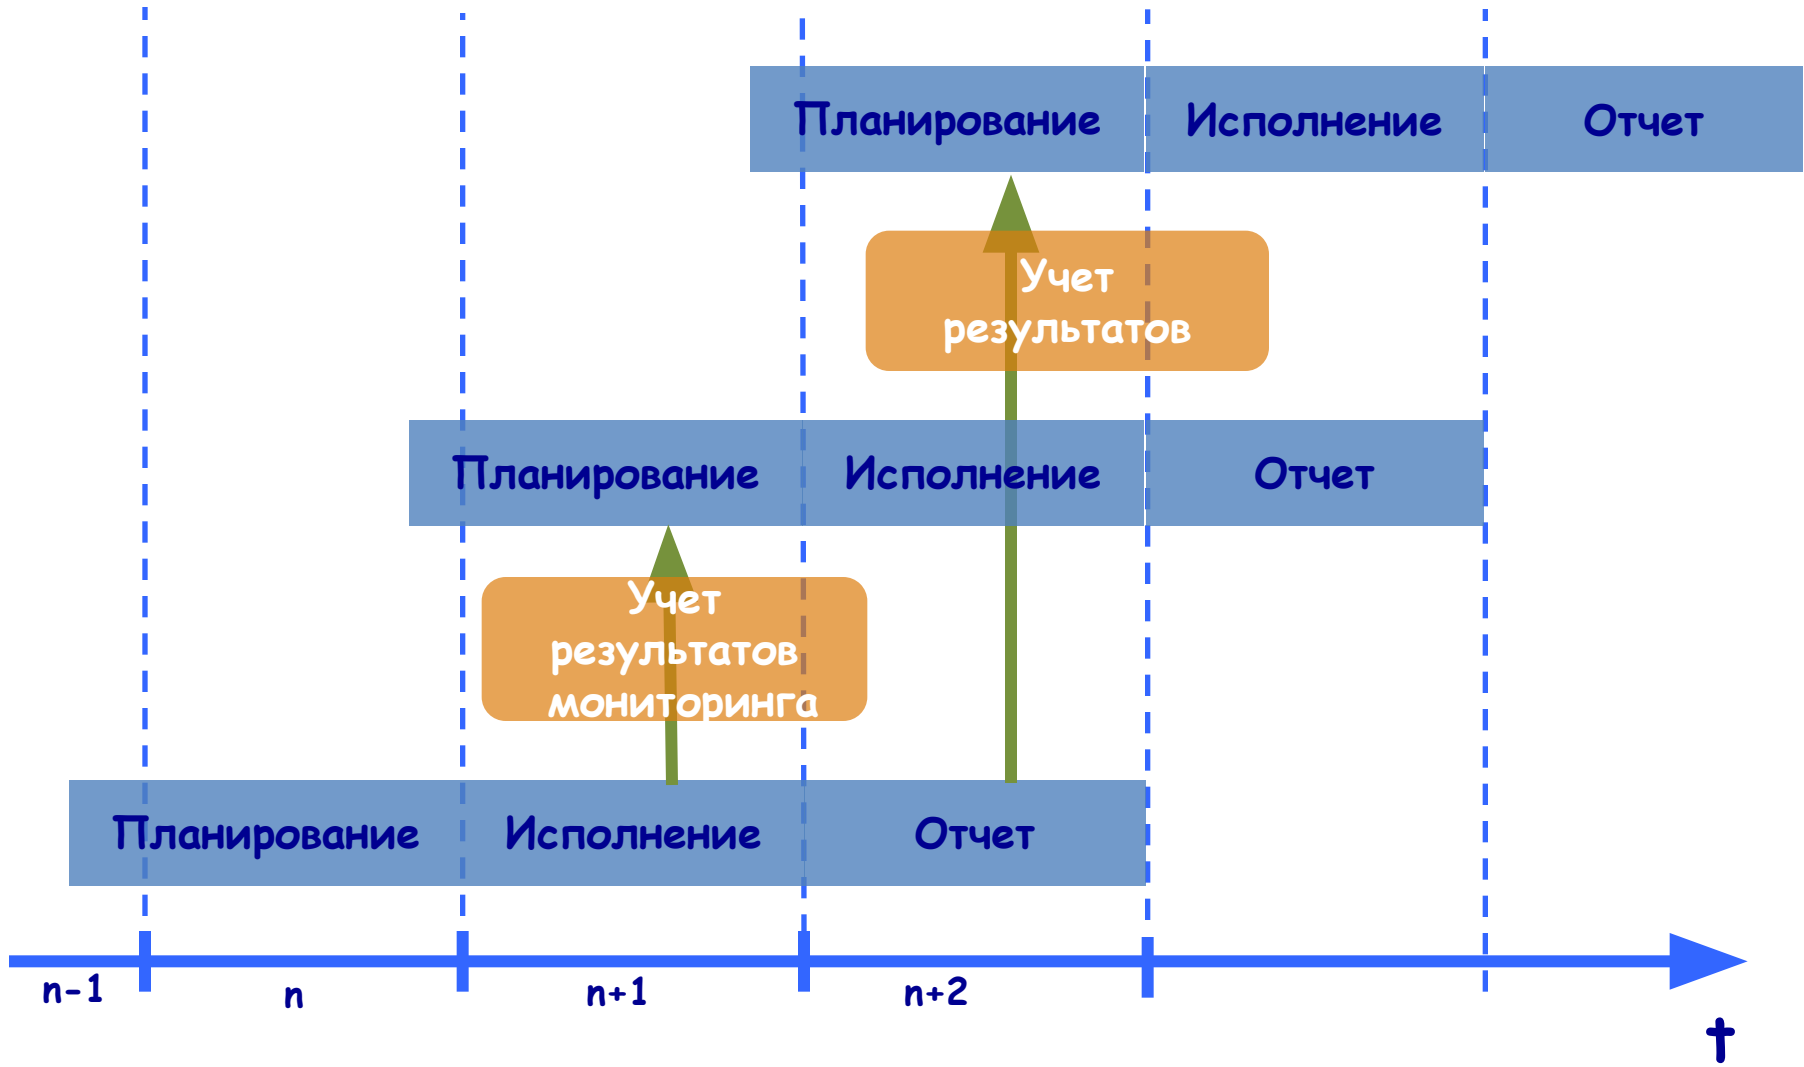 Планирование
Исполнение
Отчет
Учет
результатов
Планирование
Исполнение
Отчет
Учет
результатов
мониторинга
Планирование
Исполнение
Отчет
n-1
n
n+1
n+2
t